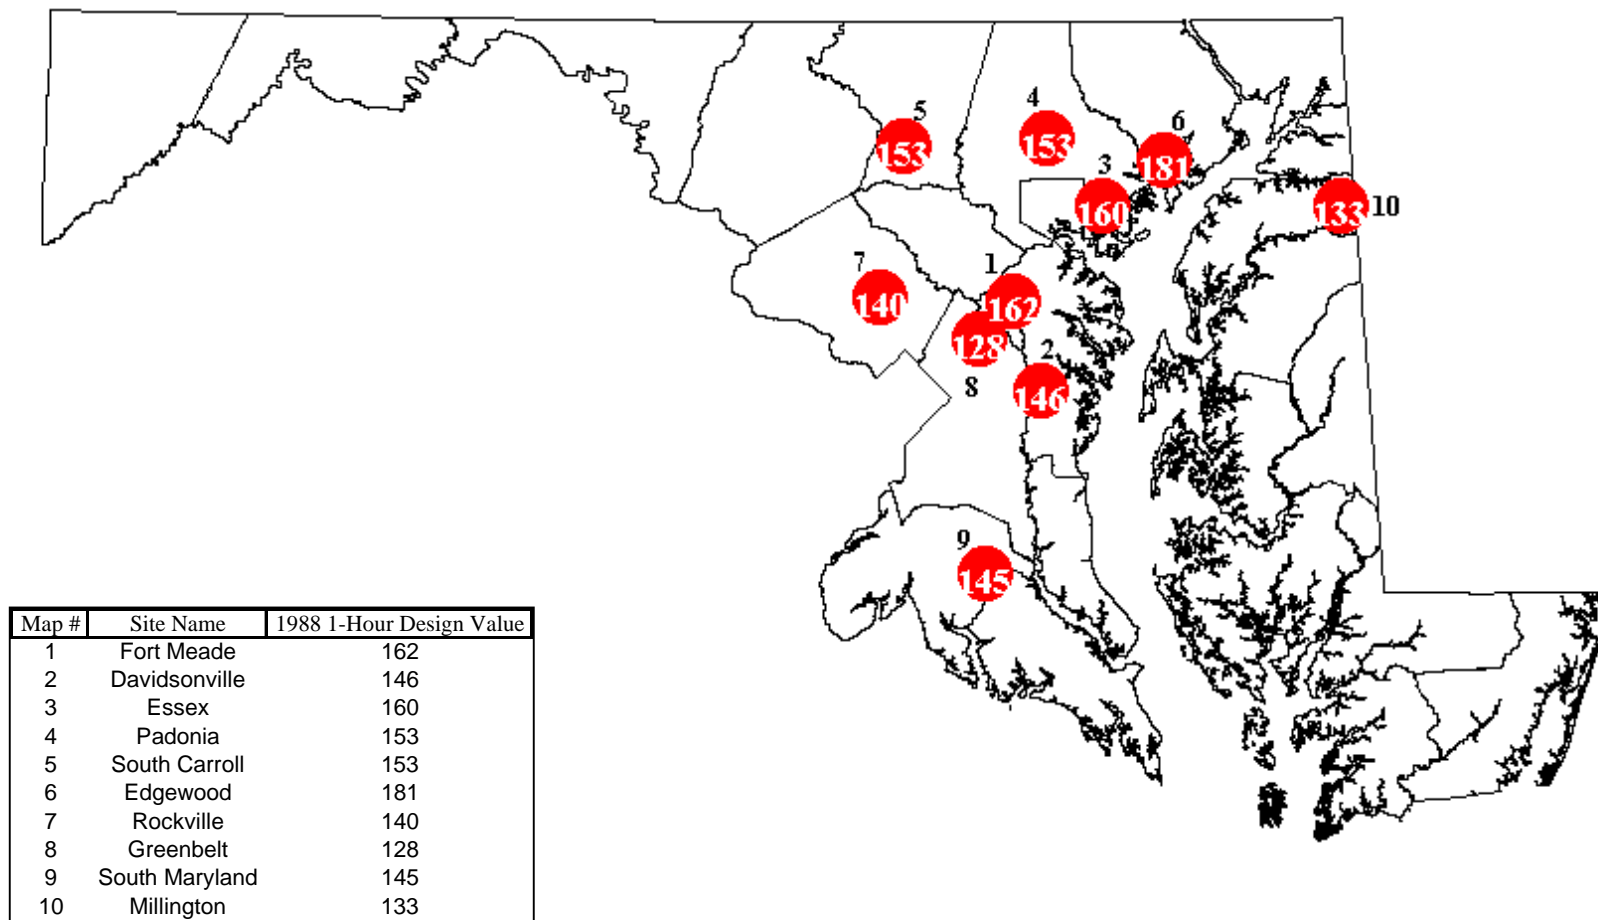 5
153
4
153
6
181
3
160
133 10
7
140
1
162
128
8
2
146
9
145
Map # Site Name 1988 1-Hour Design Value
1 Fort Meade 162
2 Davidsonville 146
3 Essex 160
4 Padonia 153
5 South Carroll 153
6 Edgewood 181
7 Rockville 140
8 Greenbelt 128
9 South Maryland 145
10 Millington 133